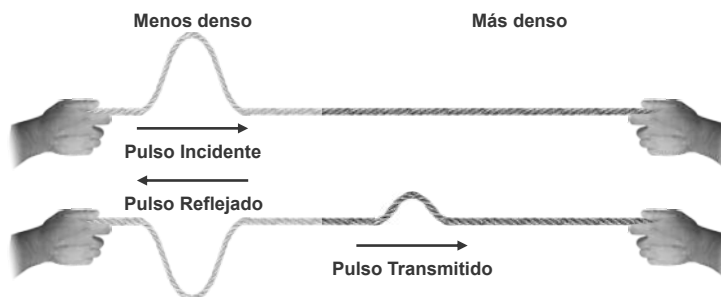 Menos denso
Más denso
Pulso Incidente
Pulso Reflejado
Pulso Transmitido